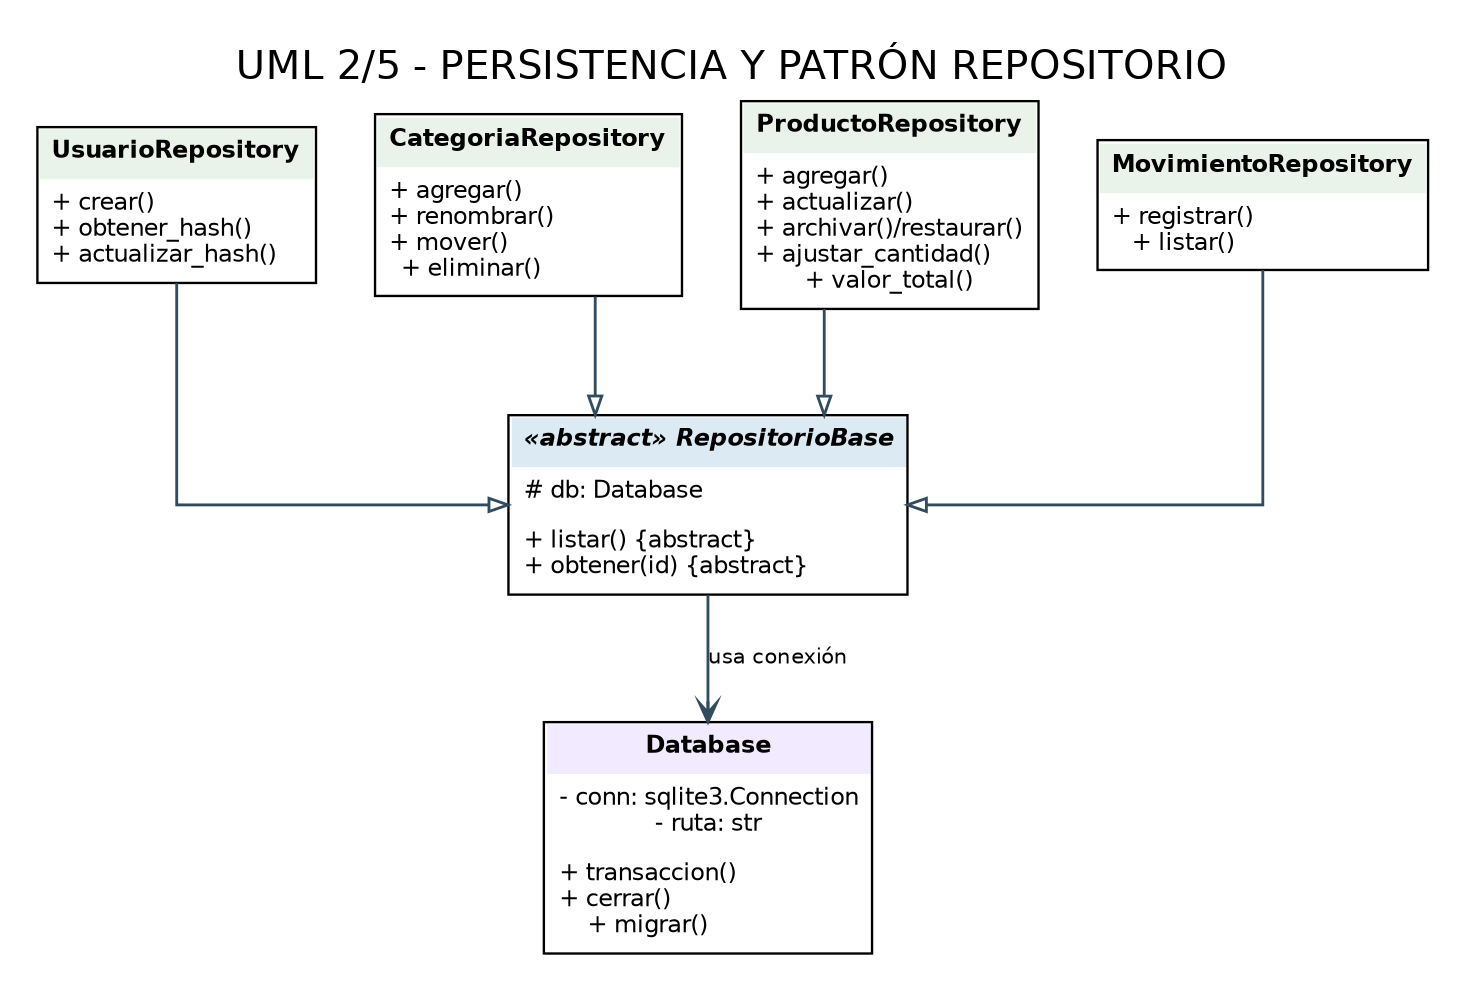 UML 2/5 - PERSISTENCIA Y PATRÓN REPOSITORIO
UsuarioRepository
+ crear()
+ obtener_hash()
+ actualizar_hash()
CategoriaRepository
+ agregar()
+ renombrar()
+ mover()
+ eliminar()
ProductoRepository
+ agregar()
+ actualizar()
+ archivar()/restaurar()
+ ajustar_cantidad()
+ valor_total()
MovimientoRepository
+ registrar()
+ listar()
«abstract» RepositorioBase
# db: Database
+ listar() {abstract}
+ obtener(id) {abstract}
usa conexión
Database
- conn: sqlite3.Connection
- ruta: str
+ transaccion()
+ cerrar()
+ migrar()